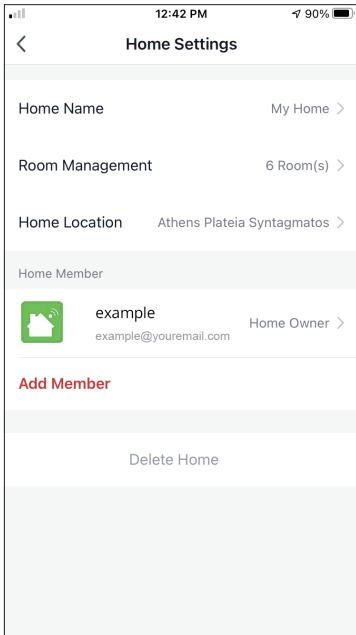 12:42 PM 90%
Home Settings
Home Name My Home
Room Management 6 Room(s)
Home Location Athens Plateia Syntagmatos
Home Member
example
example@youremail.com
Home Owner
Add Member
Delete Home